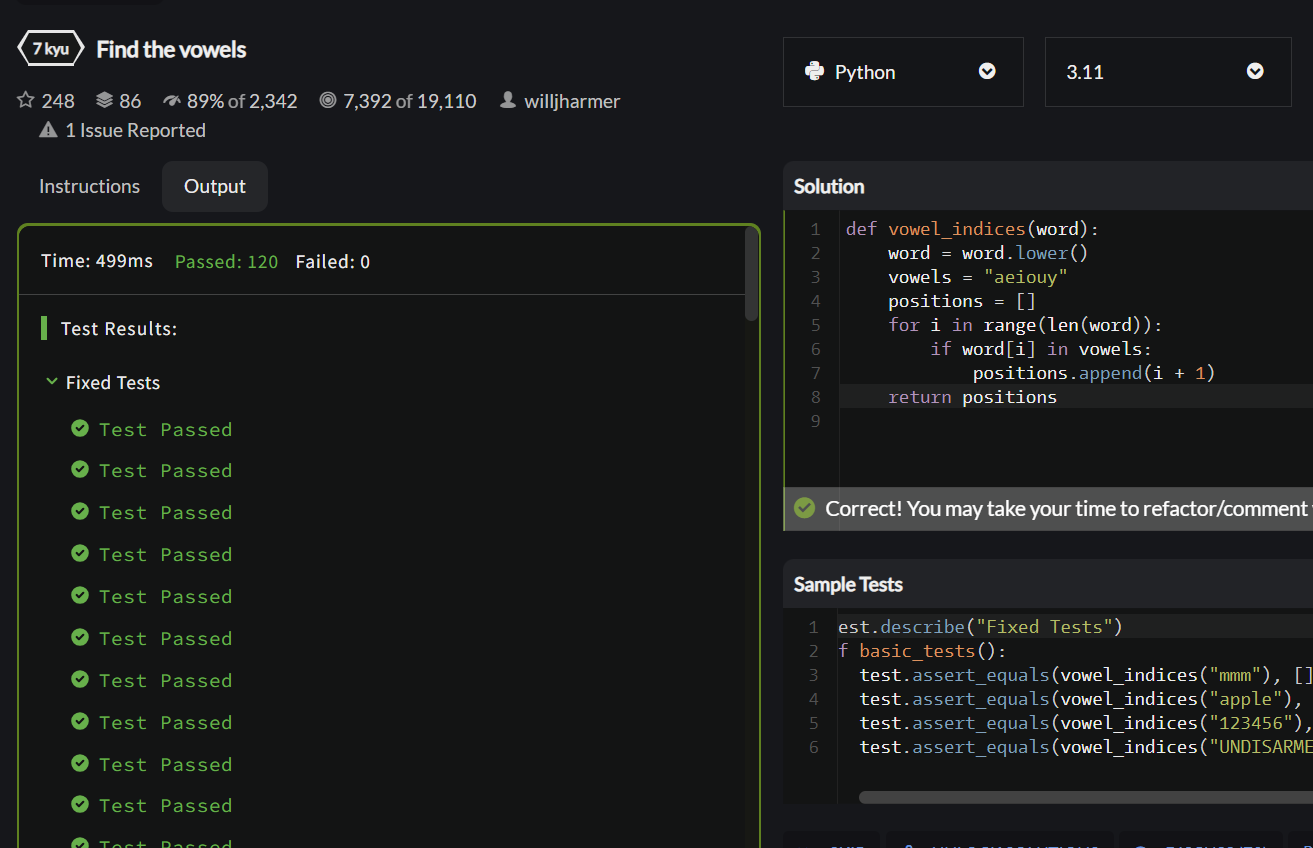 7 kyu Find the vowels
248 86 89% of 2,342 7,392 of 19,110 willjharmer
1 Issue Reported
Python
3.11
Instructions Output
Time: 499ms Passed: 120 Failed: 0
Test Results:
Fixed Tests
Test Passed
Test Passed
Test Passed
Test Passed
Test Passed
Test Passed
Test Passed
Test Passed
Test Passed
Test Passed
Test Passed
Solution
1 def vowel_indices(word):
2 word = word.lower()
3 vowels = "aeiouy"
4 positions = []
5 for i in range(len(word)):
6 if word[i] in vowels:
7 positions.append(i + 1)
8 return positions
9
Correct! You may take your time to refactor/comment
Sample Tests
1 est.describe("Fixed Tests")
2 f basic_tests():
3 test.assert_equals(vowel_indices("mmm"), []
4 test.assert_equals(vowel_indices("apple"),
5 test.assert_equals(vowel_indices("123456"),
6 test.assert_equals(vowel_indices("UNDISARME